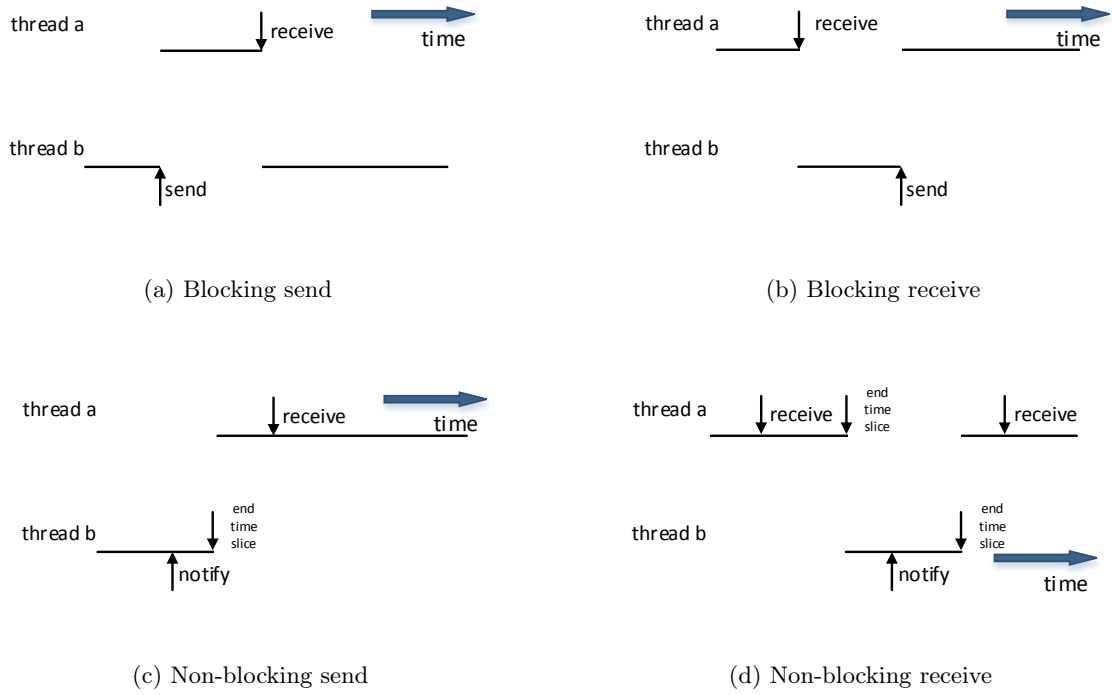 thread a
receive
time
thread b
send
(a) Blocking send
thread a
receive
time
thread b
send
(b) Blocking receive
thread a
receive
time
thread b
end
time
slice
notify
(c) Non-blocking send
thread a
receive
end
time
slice
receive
thread b
end
time
slice
notify
time
(d) Non-blocking receive